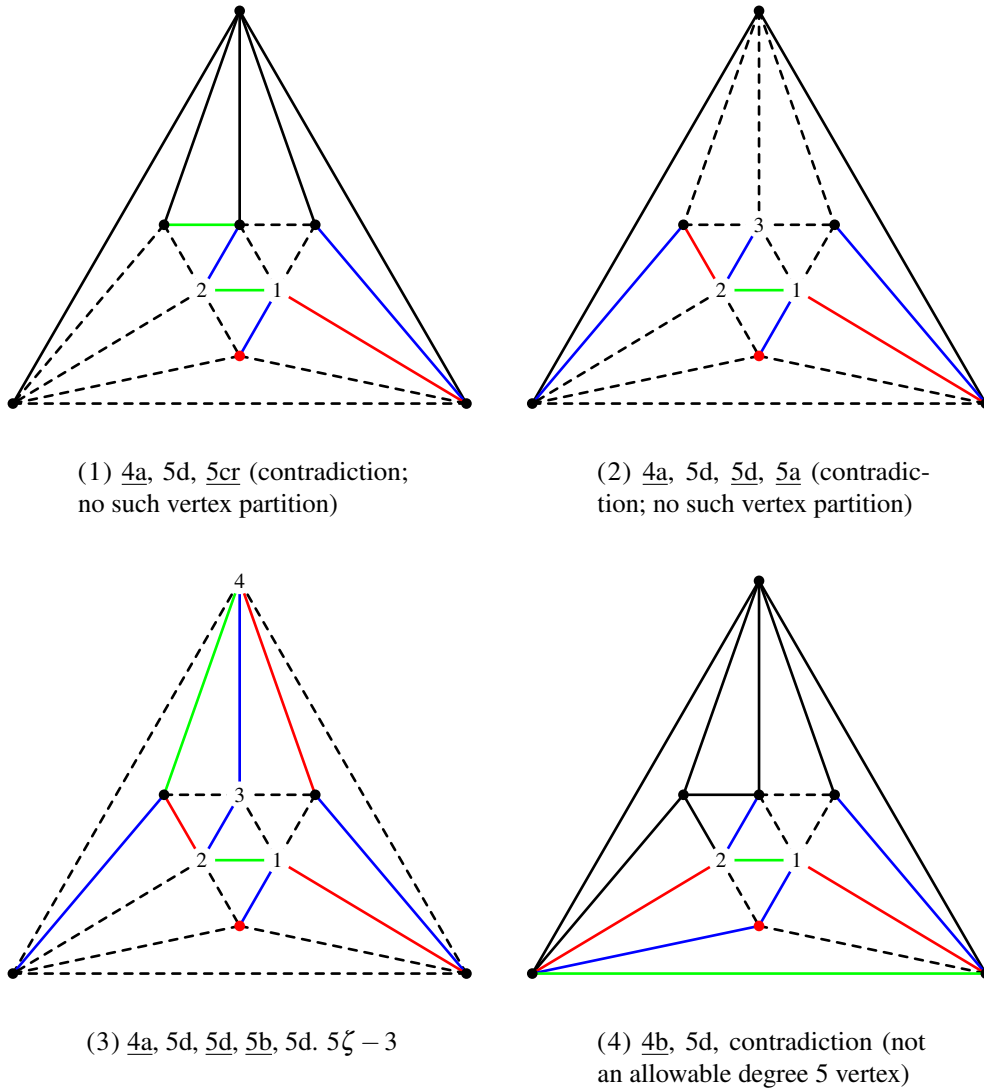 2 1
3
2 1
(1) 4a, 5d, 5cr (contradiction;
no such vertex partition)
(2) 4a, 5d, 5d, 5a (contradic-
tion; no such vertex partition)
4
3
2 1
2 1
(3) 4a, 5d, 5d, 5b, 5d. 5ζ − 3
(4) 4b, 5d, contradiction (not
an allowable degree 5 vertex)